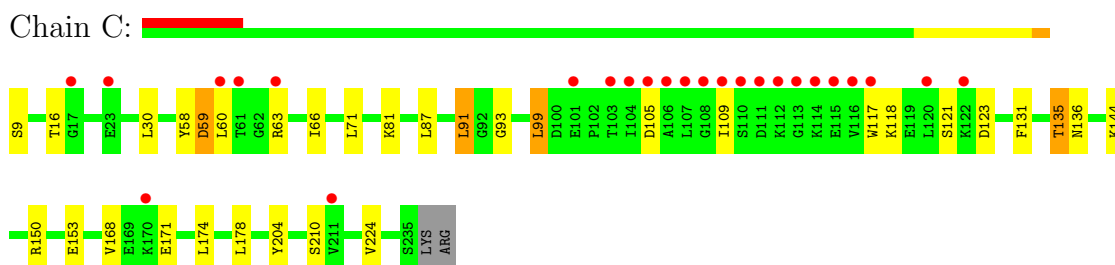 Chain C:
S9 T16 G17 E23 L30 Y58 D59 L60 T61 G62 R63 I66 L71 K81 L87 L91 G92 G93 L99 D100 E101 P102 T103 I104 D105 A106 L107 G108 I109 S110 D111 K112 G113 K114 E115 V116 W117 K118 E119 L120 S121 K122 D123 F131 T135 N136 K144
R150 E153 V168 E169 K170 E171 L174 L178 Y204 S210 V211 V224 S235 LYS ARG